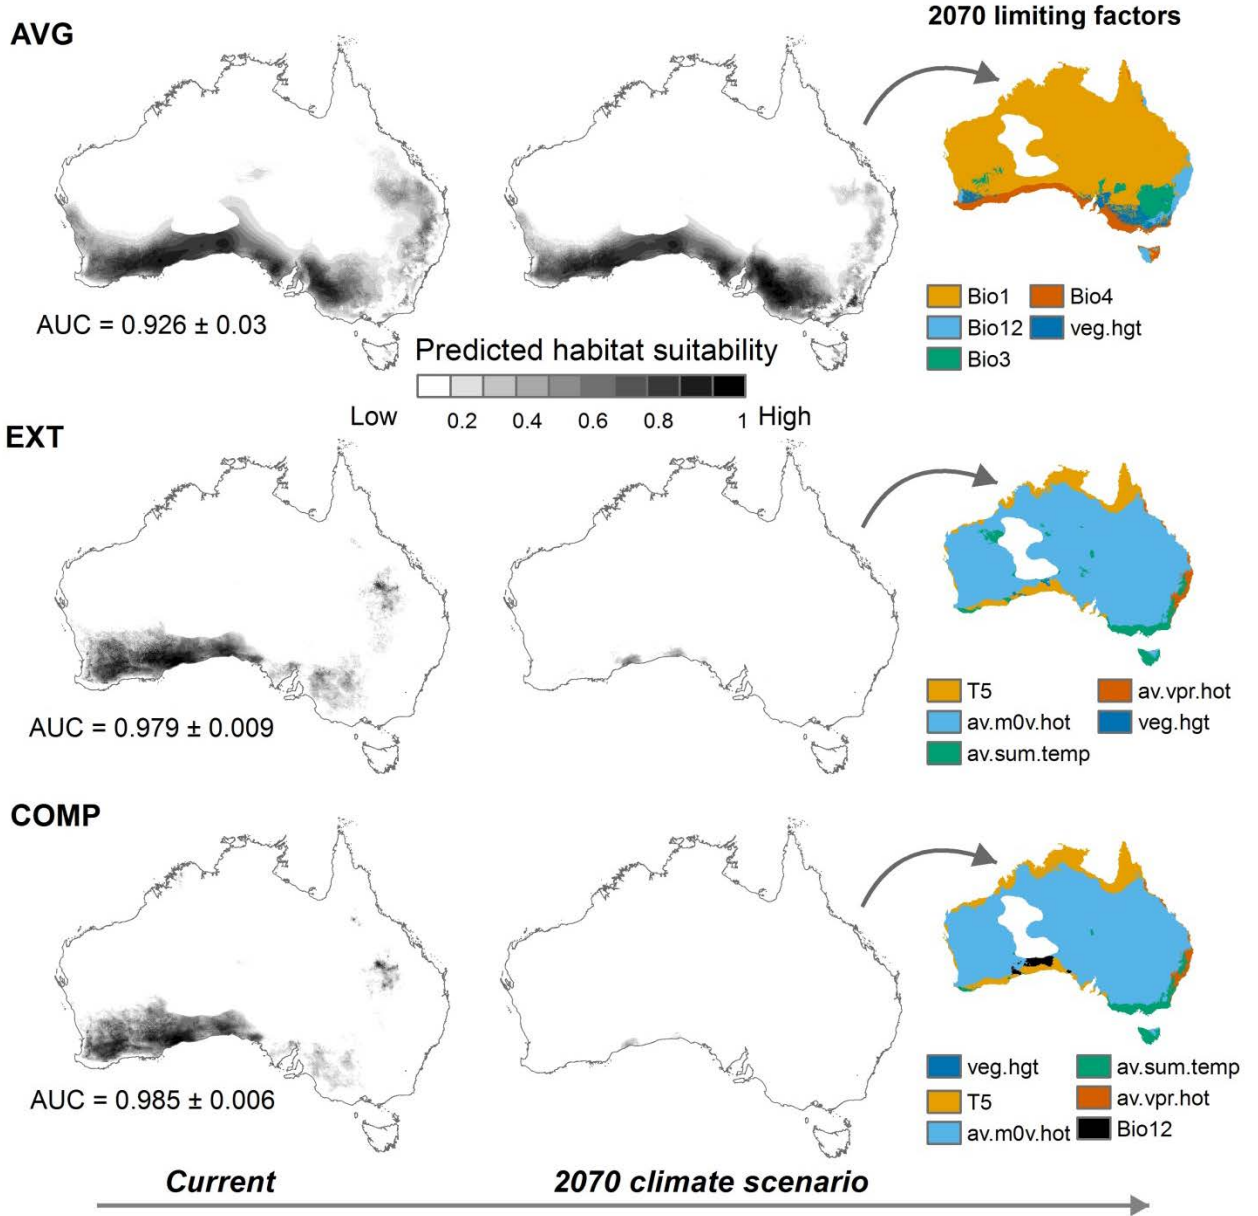 AVG
2070 limiting factors
AUC = 0.926 ± 0.03
Bio1
Bio4
Bio12
veg.hgt
Bio3
Predicted habitat suitability
Low 0.2 0.4 0.6 0.8 1 High
EXT
AUC = 0.979 ± 0.009
T5
av.vpr.hot
av.m0v.hot
veg.hgt
av.sum.temp
COMP
AUC = 0.985 ± 0.006
veg.hgt
av.sum.temp
T5
av.vpr.hot
av.m0v.hot
Bio12
Current
2070 climate scenario